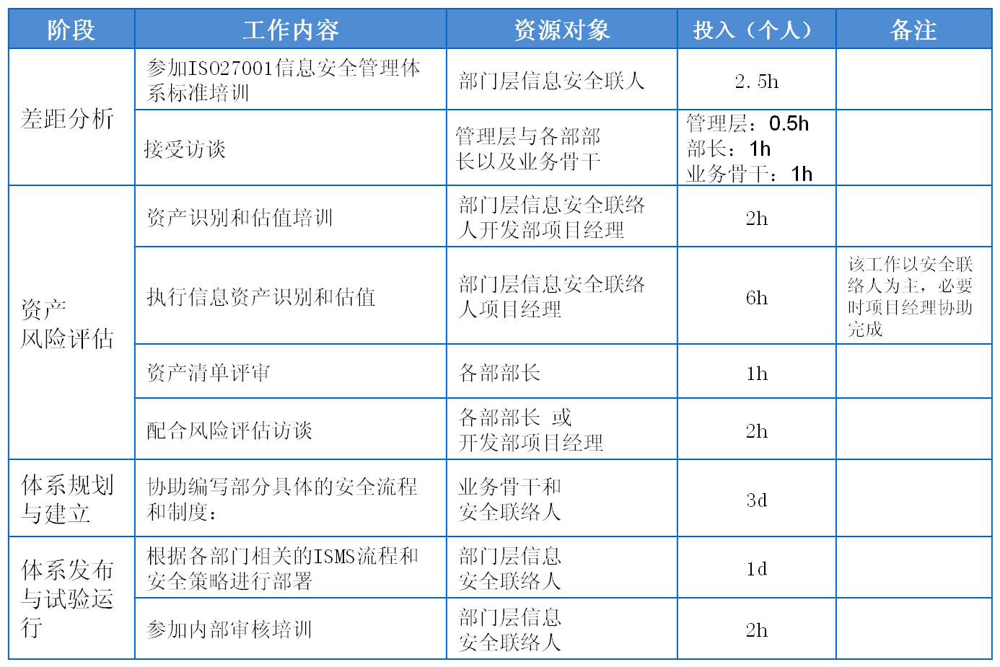 阶段 工作内容 资源对象 投入（个人） 备注
差距分析
参加ISO27001信息安全管理体
系标准培训
部门层信息安全联人
2.5h
接受访谈
管理层与各部部
长以及业务骨干
管理层：0.5h
部长：1h
业务骨干：1h
资产
风险评估
资产识别和估值培训
部门层信息安全联络
人开发部项目经理
2h
执行信息资产识别和估值
部门层信息安全联络
人项目经理
6h
该工作以安全联
络人为主，必要
时项目经理协助
完成
资产清单评审
各部部长
1h
配合风险评估访谈
各部部长 或
开发部项目经理
2h
体系规划
与建立
协助编写部分具体的安全流程
和制度：
业务骨干和
安全联络人
3d
体系发布
与试验运
行
根据各部门相关的ISMS流程和
安全策略进行部署
部门层信息
安全联络人
1d
参加内部审核培训
部门层信息
安全联络人
2h